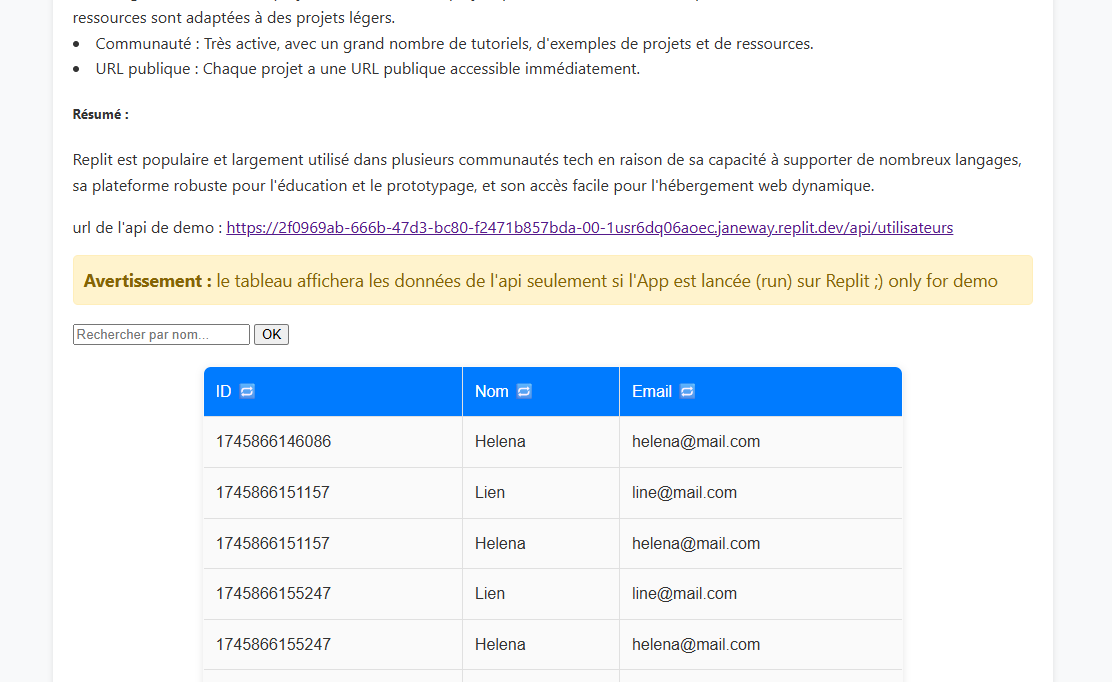 ressources sont adaptées à des projets légers.
• Communauté : Très active, avec un grand nombre de tutoriels, d'exemples de projets et de ressources.
• URL publique : Chaque projet a une URL publique accessible immédiatement.
Résumé :
Replit est populaire et largement utilisé dans plusieurs communautés tech en raison de sa capacité à supporter de nombreux langages,
sa plateforme robuste pour l'éducation et le prototypage, et son accès facile pour l'hébergement web dynamique.
url de l'api de demo : https://2f0969ab-666b-47d3-bc80-f2471b857bda-00-1usr6dq06aoec.janeway.replit.dev/api/utilisateurs
Avertissement : le tableau affichera les données de l'api seulement si l'App est lancée (run) sur Replit ;) only for demo
Rechercher par nom... OK
ID Nom Email
1745866146086 Helena helena@mail.com
1745866151157 Lien line@mail.com
1745866151157 Helena helena@mail.com
1745866155247 Lien line@mail.com
1745866155247 Helena helena@mail.com